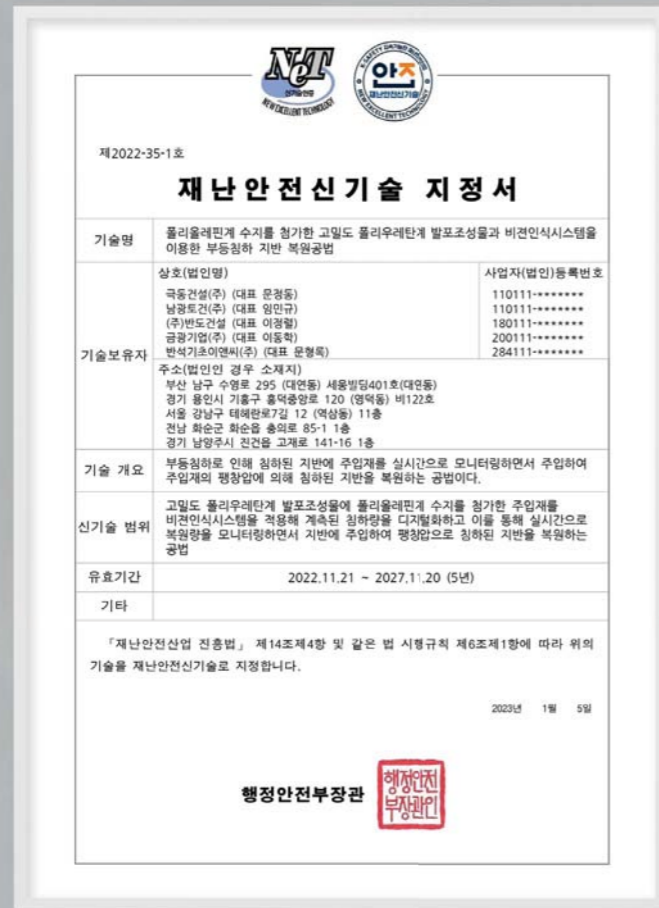 NeT
신기술인증
NEW EXCELLENT TECHNOLOGY
안전
재난안전신기술
NEW EXCELLENT TECHNOLOGY
제2022-35-1호
재난안전신기술 지정서
기술명
폴리올레핀계 수지를 첨가한 고밀도 폴리우레탄계 발포조성물과 비젼인식시스템을
이용한 부등침하 지반 복원공법
기술보유자
상호(법인명)
사업자(법인)등록번호
극동건설(주) (대표 문정동)
110111-*******
남광토건(주) (대표 임민규)
110111-*******
(주)반도건설 (대표 이정렬)
180111-*******
금광기업(주) (대표 이동학)
200111-*******
반석기초이앤씨(주) (대표 문형록)
284111-*******
주소(법인인 경우 소재지)
부산 남구 수영로 295 (대연동) 세웅빌딩401호(대연동)
경기 용인시 기흥구 흥덕중앙로 120 (영덕동) 비122호
서울 강남구 테헤란로7길 12 (역삼동) 11층
전남 화순군 화순읍 충의로 85-1 1층
경기 남양주시 진건읍 고재로 141-16 1층
기술 개요
부등침하로 인해 침하된 지반에 주입재를 실시간으로 모니터링하면서 주입하여
주입재의 팽창압에 의해 침하된 지반을 복원하는 공법이다.
신기술 범위
고밀도 폴리우레탄계 발포조성물에 폴리올레핀계 수지를 첨가한 주입재를
비젼인식시스템을 적용해 계측된 침하량을 디지털화하고 이를 통해 실시간으로
복원량을 모니터링하면서 지반에 주입하여 팽창압으로 침하된 지반을 복원하는
공법
유효기간
2022.11.21 ~ 2027.11.20 (5년)
기타
「재난안전산업 진흥법」 제14조제4항 및 같은 법 시행규칙 제6조제1항에 따라 위의
기술을 재난안전신기술로 지정합니다.
2023년 1월 5일
행정안전부장관
행정안전
부장관인